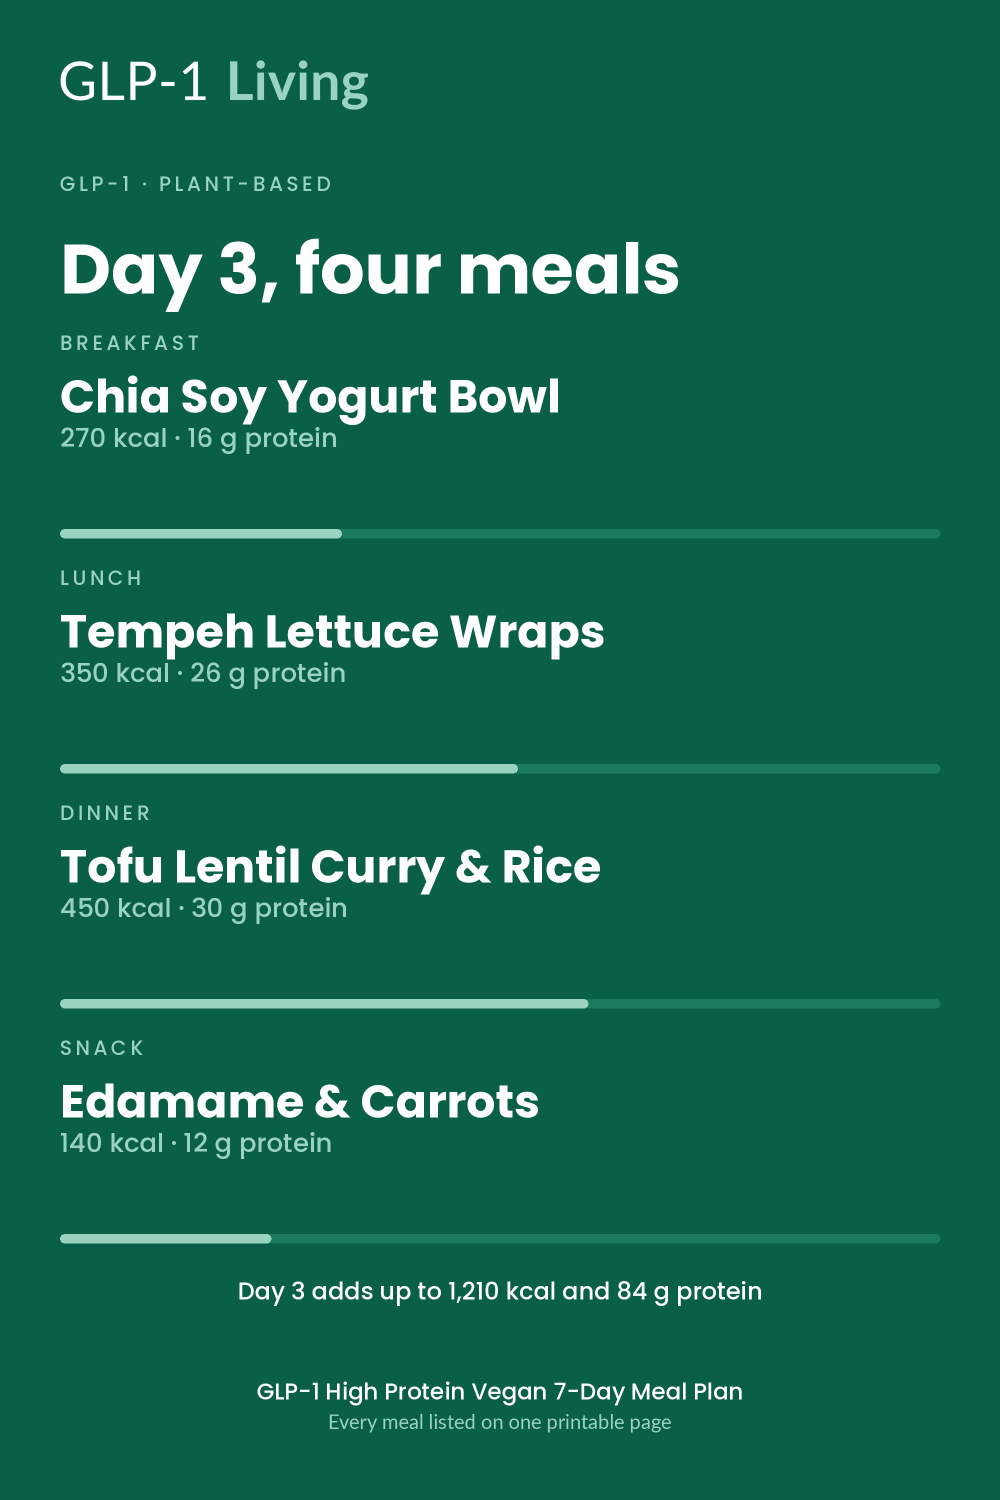 GLP-1 Living
GLP-1 · PLANT-BASED
Day 3, four meals
BREAKFAST
Chia Soy Yogurt Bowl
270 kcal · 16 g protein
LUNCH
Tempeh Lettuce Wraps
350 kcal · 26 g protein
DINNER
Tofu Lentil Curry & Rice
450 kcal · 30 g protein
SNACK
Edamame & Carrots
140 kcal · 12 g protein
Day 3 adds up to 1,210 kcal and 84 g protein
GLP-1 High Protein Vegan 7-Day Meal Plan
Every meal listed on one printable page